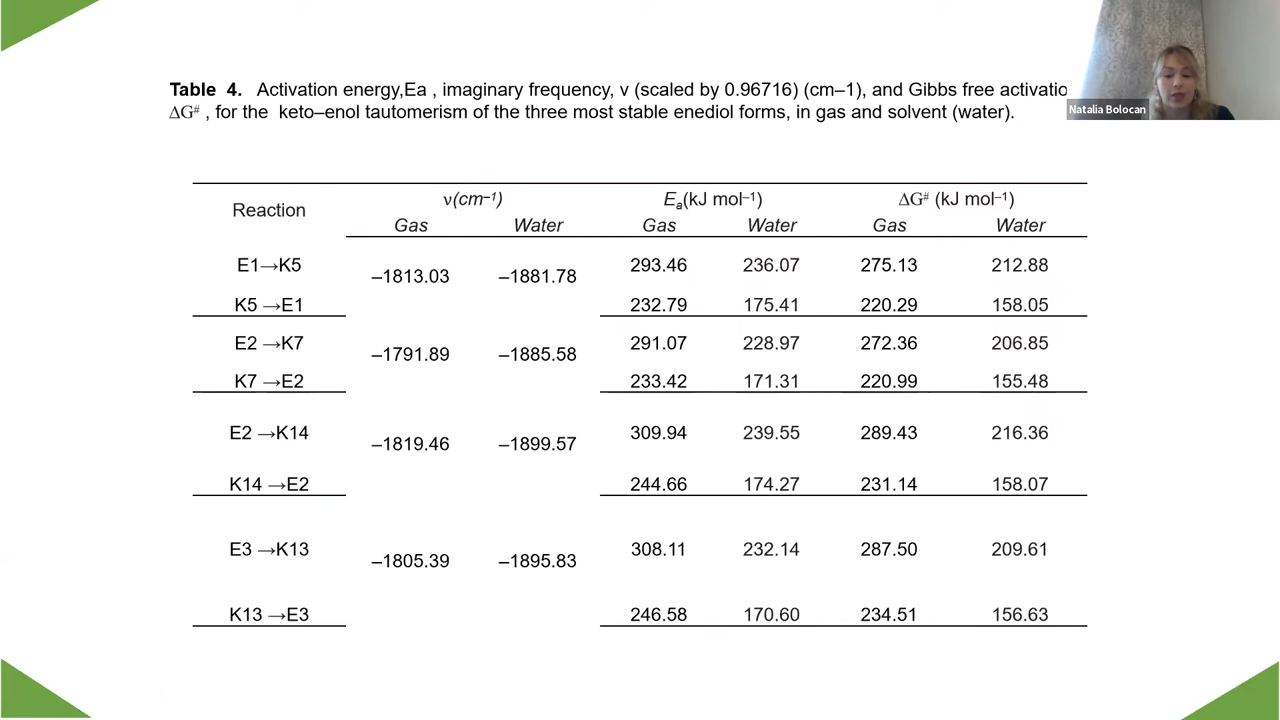 Table 4. Activation energy,Ea , imaginary frequency, ν (scaled by 0.96716) (cm–1), and Gibbs free activatio
ΔG# , for the keto–enol tautomerism of the three most stable enediol forms, in gas and solvent (water).
Natalia Bolocan
Reaction ν(cm–1) Ea(kJ mol–1) ΔG# (kJ mol–1)
Gas Water Gas Water Gas Water
E1→K5 –1813.03 –1881.78 293.46 236.07 275.13 212.88
K5 →E1 232.79 175.41 220.29 158.05
E2 →K7 –1791.89 –1885.58 291.07 228.97 272.36 206.85
K7 →E2 233.42 171.31 220.99 155.48
E2 →K14 –1819.46 –1899.57 309.94 239.55 289.43 216.36
K14 →E2 244.66 174.27 231.14 158.07
E3 →K13 –1805.39 –1895.83 308.11 232.14 287.50 209.61
K13 →E3 246.58 170.60 234.51 156.63